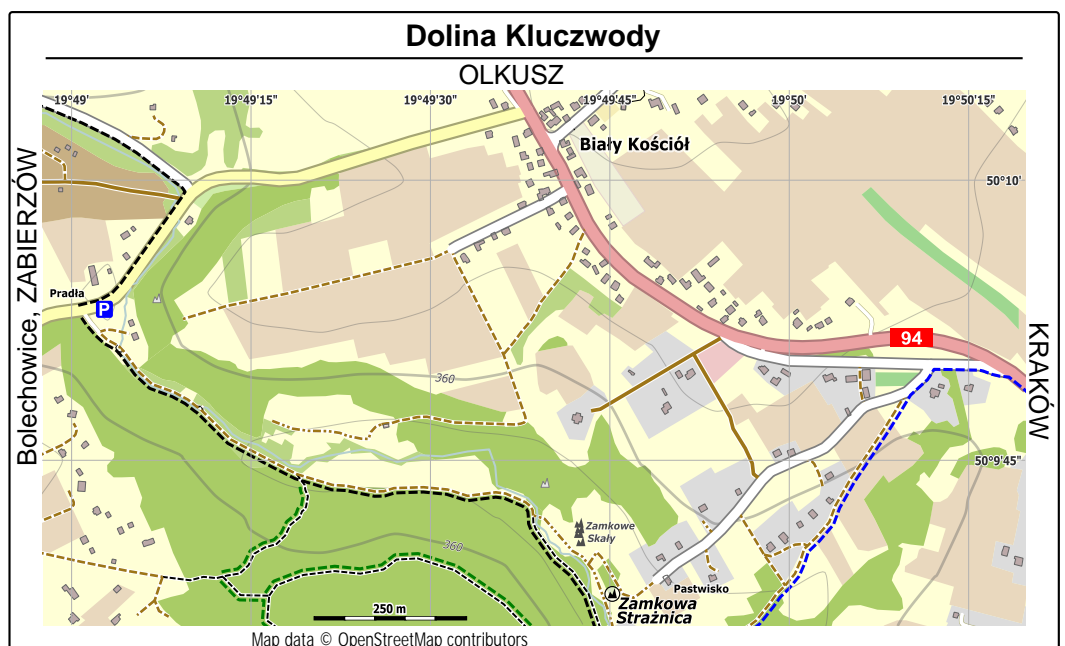 Dolina Kluczwody
OLKUSZ
19°49'
19°49'15"
19°49'30"
19°49'45"
19°50'
19°50'15"
Biały Kościół
50°10'
Bolechowice, ZABIERZÓW
Pradła
P
94
KRAKÓW
360
50°9'45"
Zamkowe
Skały
360
Pastwisko
Zamkowa
Strażnica
250 m
Map data © OpenStreetMap contributors